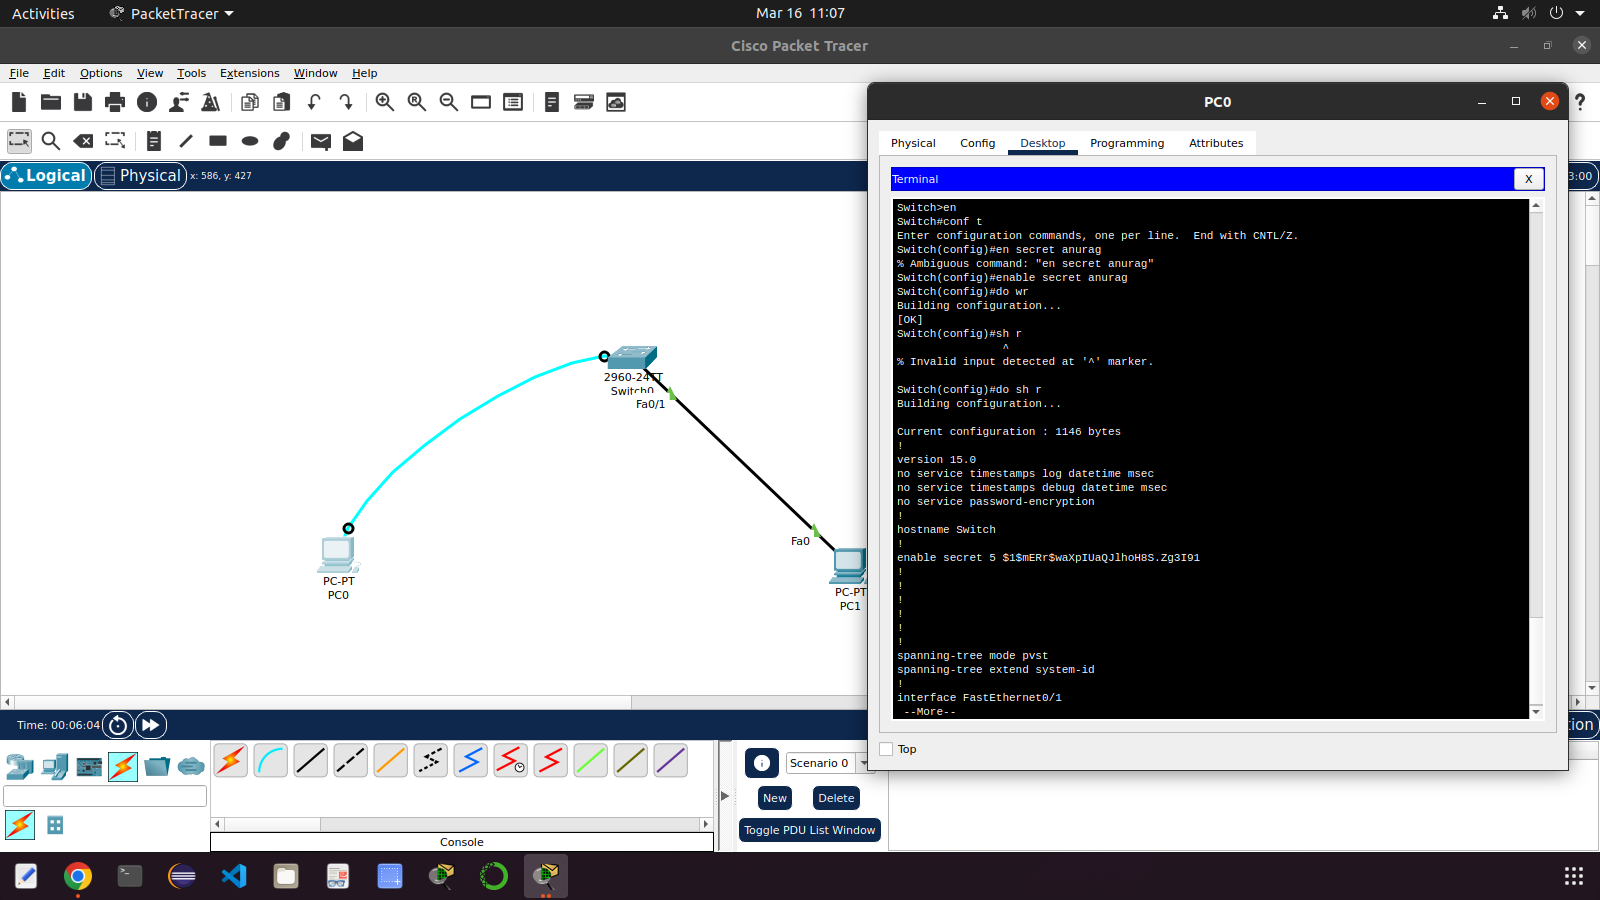 Activities
PacketTracer
Mar 16 11:07
Cisco Packet Tracer
File Edit Options View Tools Extensions Window Help
?
PC0
Physical Config Desktop Programming Attributes
Logical
Physical
x: 586, y: 427
3:00
Terminal
X
Switch>en
Switch#conf t
Enter configuration commands, one per line.  End with CNTL/Z.
Switch(config)#en secret anurag
% Ambiguous command: "en secret anurag"
Switch(config)#enable secret anurag
Switch(config)#do wr
Building configuration...
[OK]
Switch(config)#sh r
^
% Invalid input detected at '^' marker.
Switch(config)#do sh r
Building configuration...
Current configuration : 1146 bytes
!
version 15.0
no service timestamps log datetime msec
no service timestamps debug datetime msec
no service password-encryption
!
hostname Switch
!
enable secret 5 $1$mERr$waXpIUaQJlhoH8S.Zg3I91
!
!
!
!
!
!
spanning-tree mode pvst
spanning-tree extend system-id
!
interface FastEthernet0/1
--More--
Top
2960-24TT
Switch0
Fa0/1
Fa0
PC-PT
PC0
PC-PT
PC1
Time: 00:06:04
tion
Scenario 0
New
Delete
Toggle PDU List Window
Console